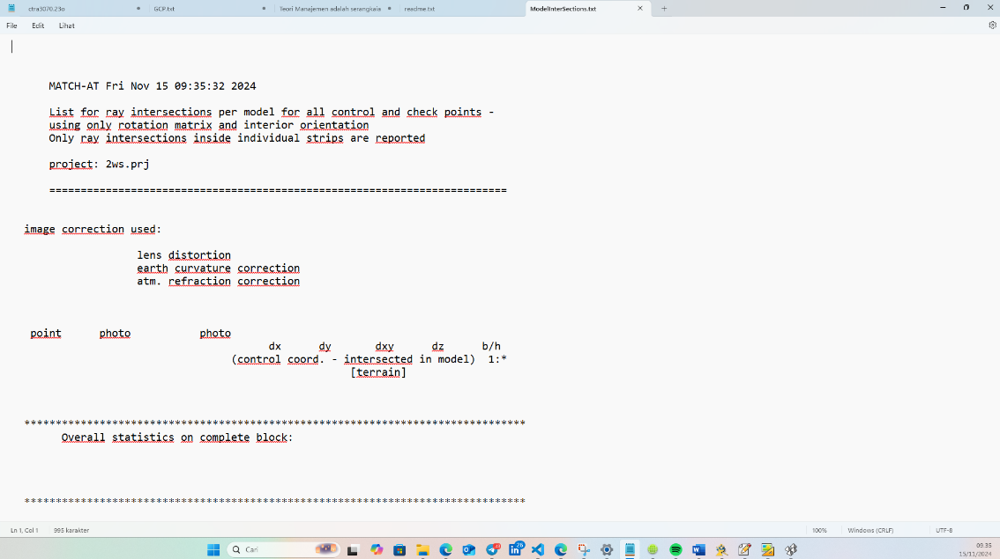 ctra3070.23o
GCP.txt
Teori Manajemen adalah serangkaia
readme.txt
ModelInterSections.txt
File Edit Lihat
MATCH-AT Fri Nov 15 09:35:32 2024
List for ray intersections per model for all control and check points -
using only rotation matrix and interior orientation
Only ray intersections inside individual strips are reported
project: 2ws.prj
=========================================================================
image correction used:
lens distortion
earth curvature correction
atm. refraction correction
point photo photo
dx dy dxy dz b/h
(control coord. - intersected in model) 1:*
[terrain]
********************************************************************************
Overall statistics on complete block:
********************************************************************************
Ln 1, Col 1 995 karakter 100% Windows (CRLF) UTF-8
Cari
26
09.35
15/11/2024